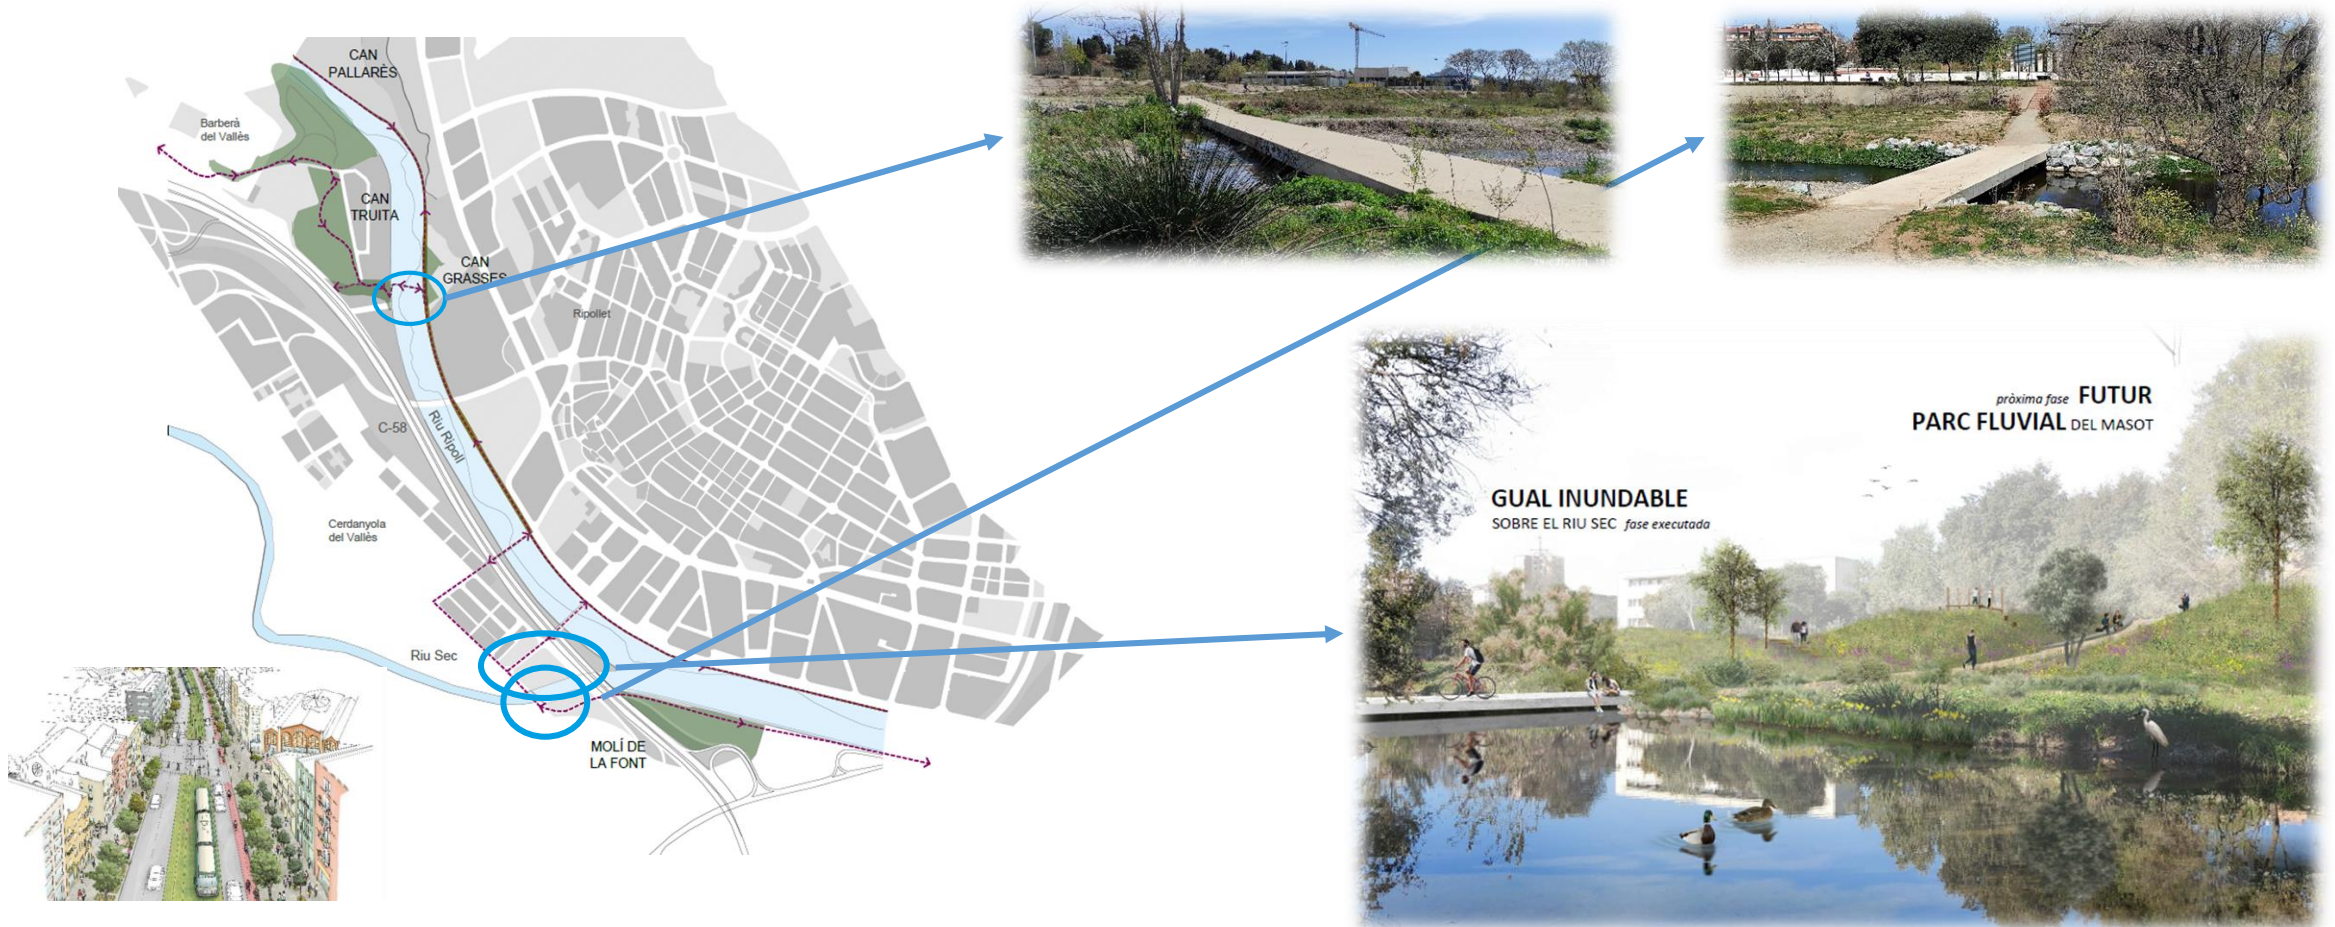 CAN
PALLARÈS
Barberà
del Vallès
CAN
TRUITA
CAN
GRASSES
Ripollet
C-58
Riu Ripoll
Cerdanyola
del Vallès
Riu Sec
MOLÍ DE
LA FONT
pròxima fase FUTUR
PARC FLUVIAL DEL MASOT
GUAL INUNDABLE
SOBRE EL RIU SEC fase executada